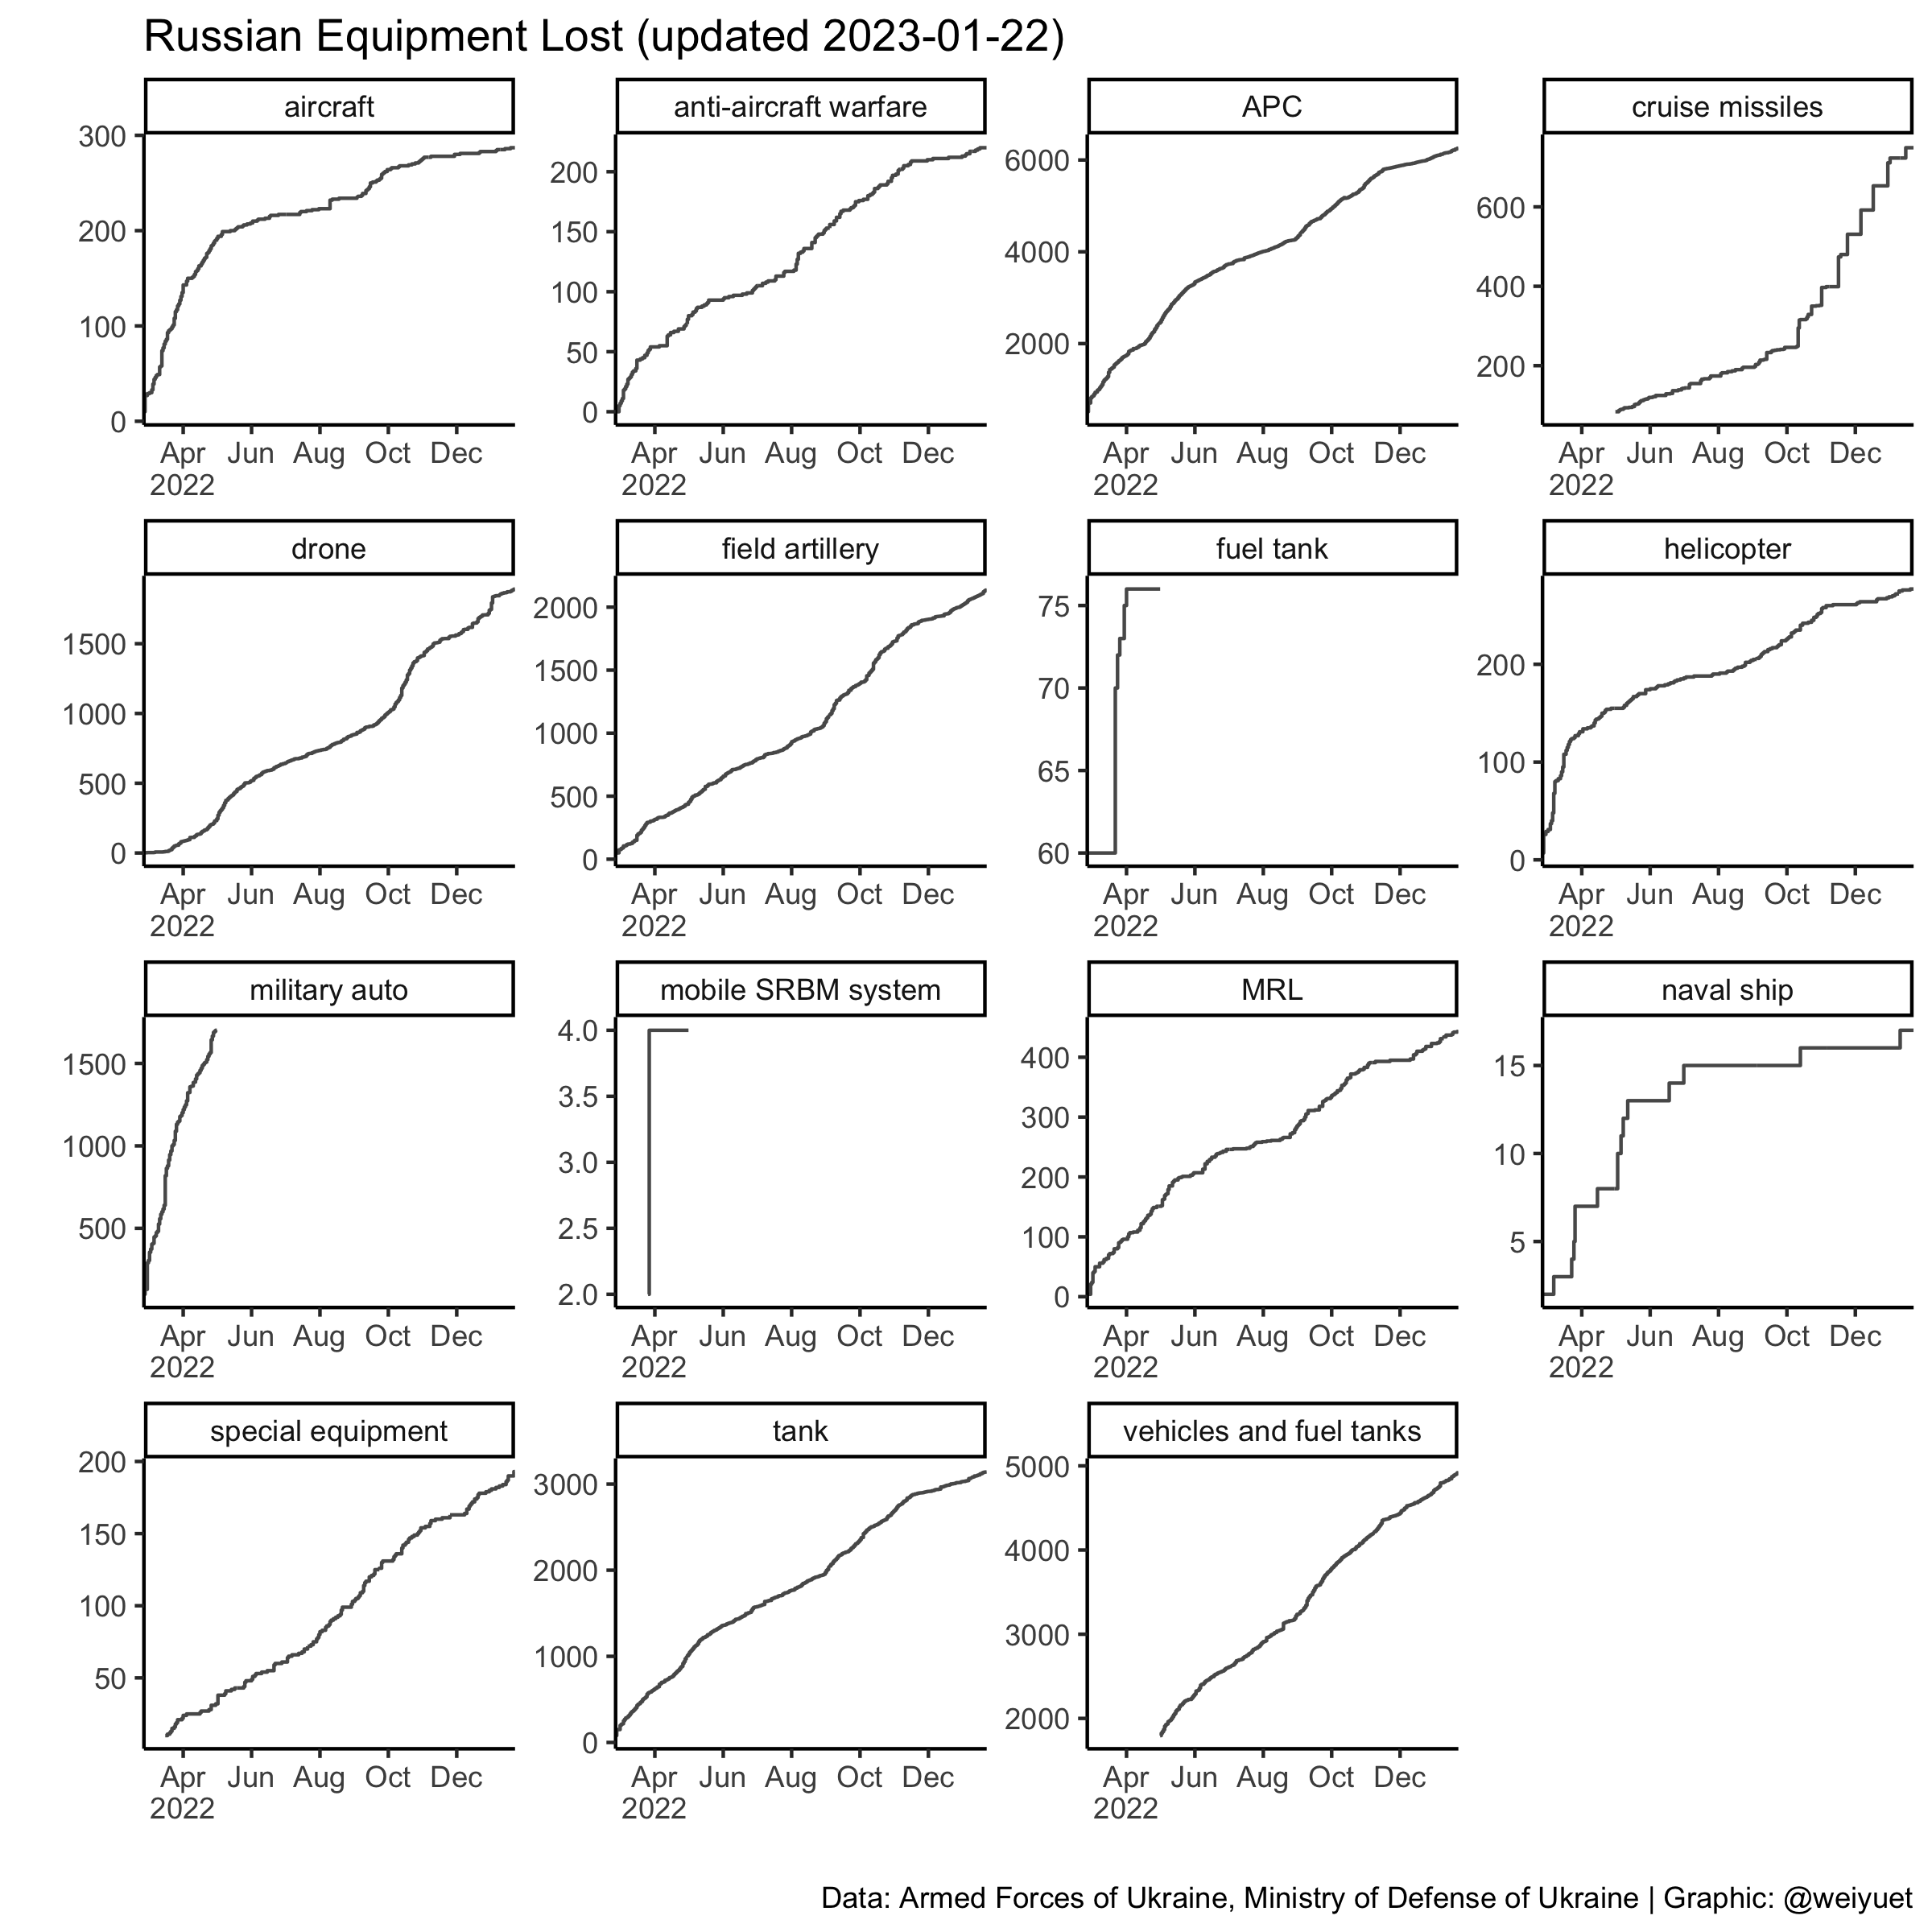 Russian Equipment Lost (updated 2023-01-22)
aircraft
300
200
100
0
Apr Jun Aug Oct Dec
2022
anti-aircraft warfare
200
150
100
50
0
Apr Jun Aug Oct Dec
2022
APC
6000
4000
2000
Apr Jun Aug Oct Dec
2022
cruise missiles
600
400
200
Apr Jun Aug Oct Dec
2022
drone
1500
1000
500
0
Apr Jun Aug Oct Dec
2022
field artillery
2000
1500
1000
500
0
Apr Jun Aug Oct Dec
2022
fuel tank
75
70
65
60
Apr Jun Aug Oct Dec
2022
helicopter
200
100
0
Apr Jun Aug Oct Dec
2022
military auto
1500
1000
500
Apr Jun Aug Oct Dec
2022
mobile SRBM system
4.0
3.5
3.0
2.5
2.0
Apr Jun Aug Oct Dec
2022
MRL
400
300
200
100
0
Apr Jun Aug Oct Dec
2022
naval ship
15
10
5
Apr Jun Aug Oct Dec
2022
special equipment
200
150
100
50
Apr Jun Aug Oct Dec
2022
tank
3000
2000
1000
0
Apr Jun Aug Oct Dec
2022
vehicles and fuel tanks
5000
4000
3000
2000
Apr Jun Aug Oct Dec
2022
Data: Armed Forces of Ukraine, Ministry of Defense of Ukraine | Graphic: @weiyuet